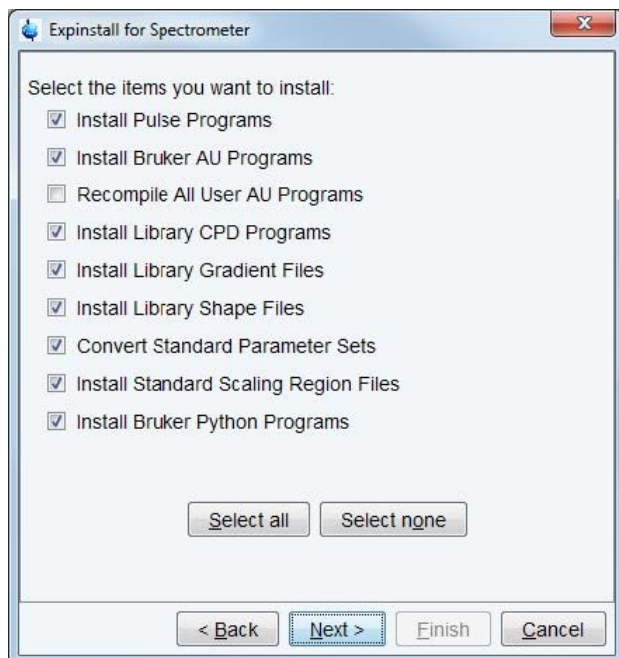 Expinstall for Spectrometer
Select the items you want to install:
Install Pulse Programs
Install Bruker AU Programs
Recompile All User AU Programs
Install Library CPD Programs
Install Library Gradient Files
Install Library Shape Files
Convert Standard Parameter Sets
Install Standard Scaling Region Files
Install Bruker Python Programs
Select all Select none
< Back Next > Finish Cancel